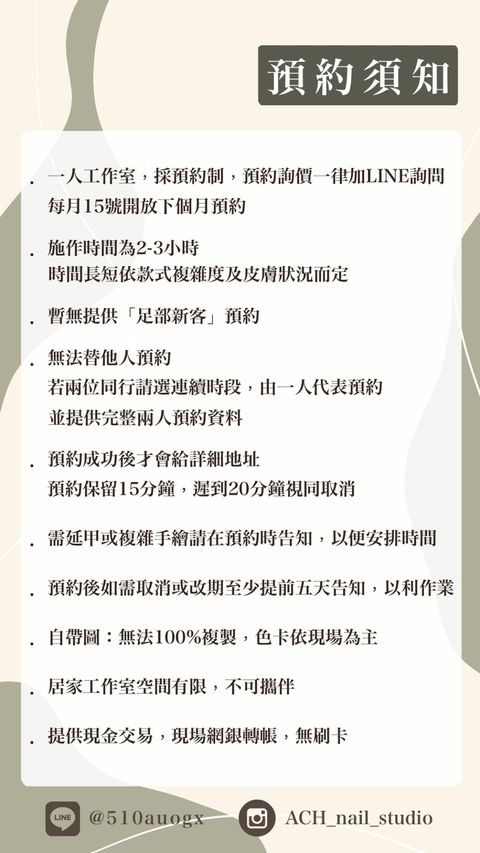 預約須知
．一人工作室，採預約制，預約詢價一律加LINE詢問
每月15號開放下個月預約
．施作時間為2-3小時
時間長短依款式複雜度及皮膚狀況而定
．暫無提供「足部新客」預約
．無法替他人預約
若兩位同行請選連續時段，由一人代表預約
並提供完整兩人預約資料
．預約成功後才會給詳細地址
預約保留15分鐘，遲到20分鐘視同取消
．需延甲或複雜手繪請在預約時告知，以便安排時間
．預約後如需取消或改期至少提前五天告知，以利作業
．自帶圖：無法100%複製，色卡依現場為主
．居家工作室空間有限，不可攜伴
．提供現金交易，現場網銀轉帳，無刷卡
LINE @510auogx ACH_nail_studio